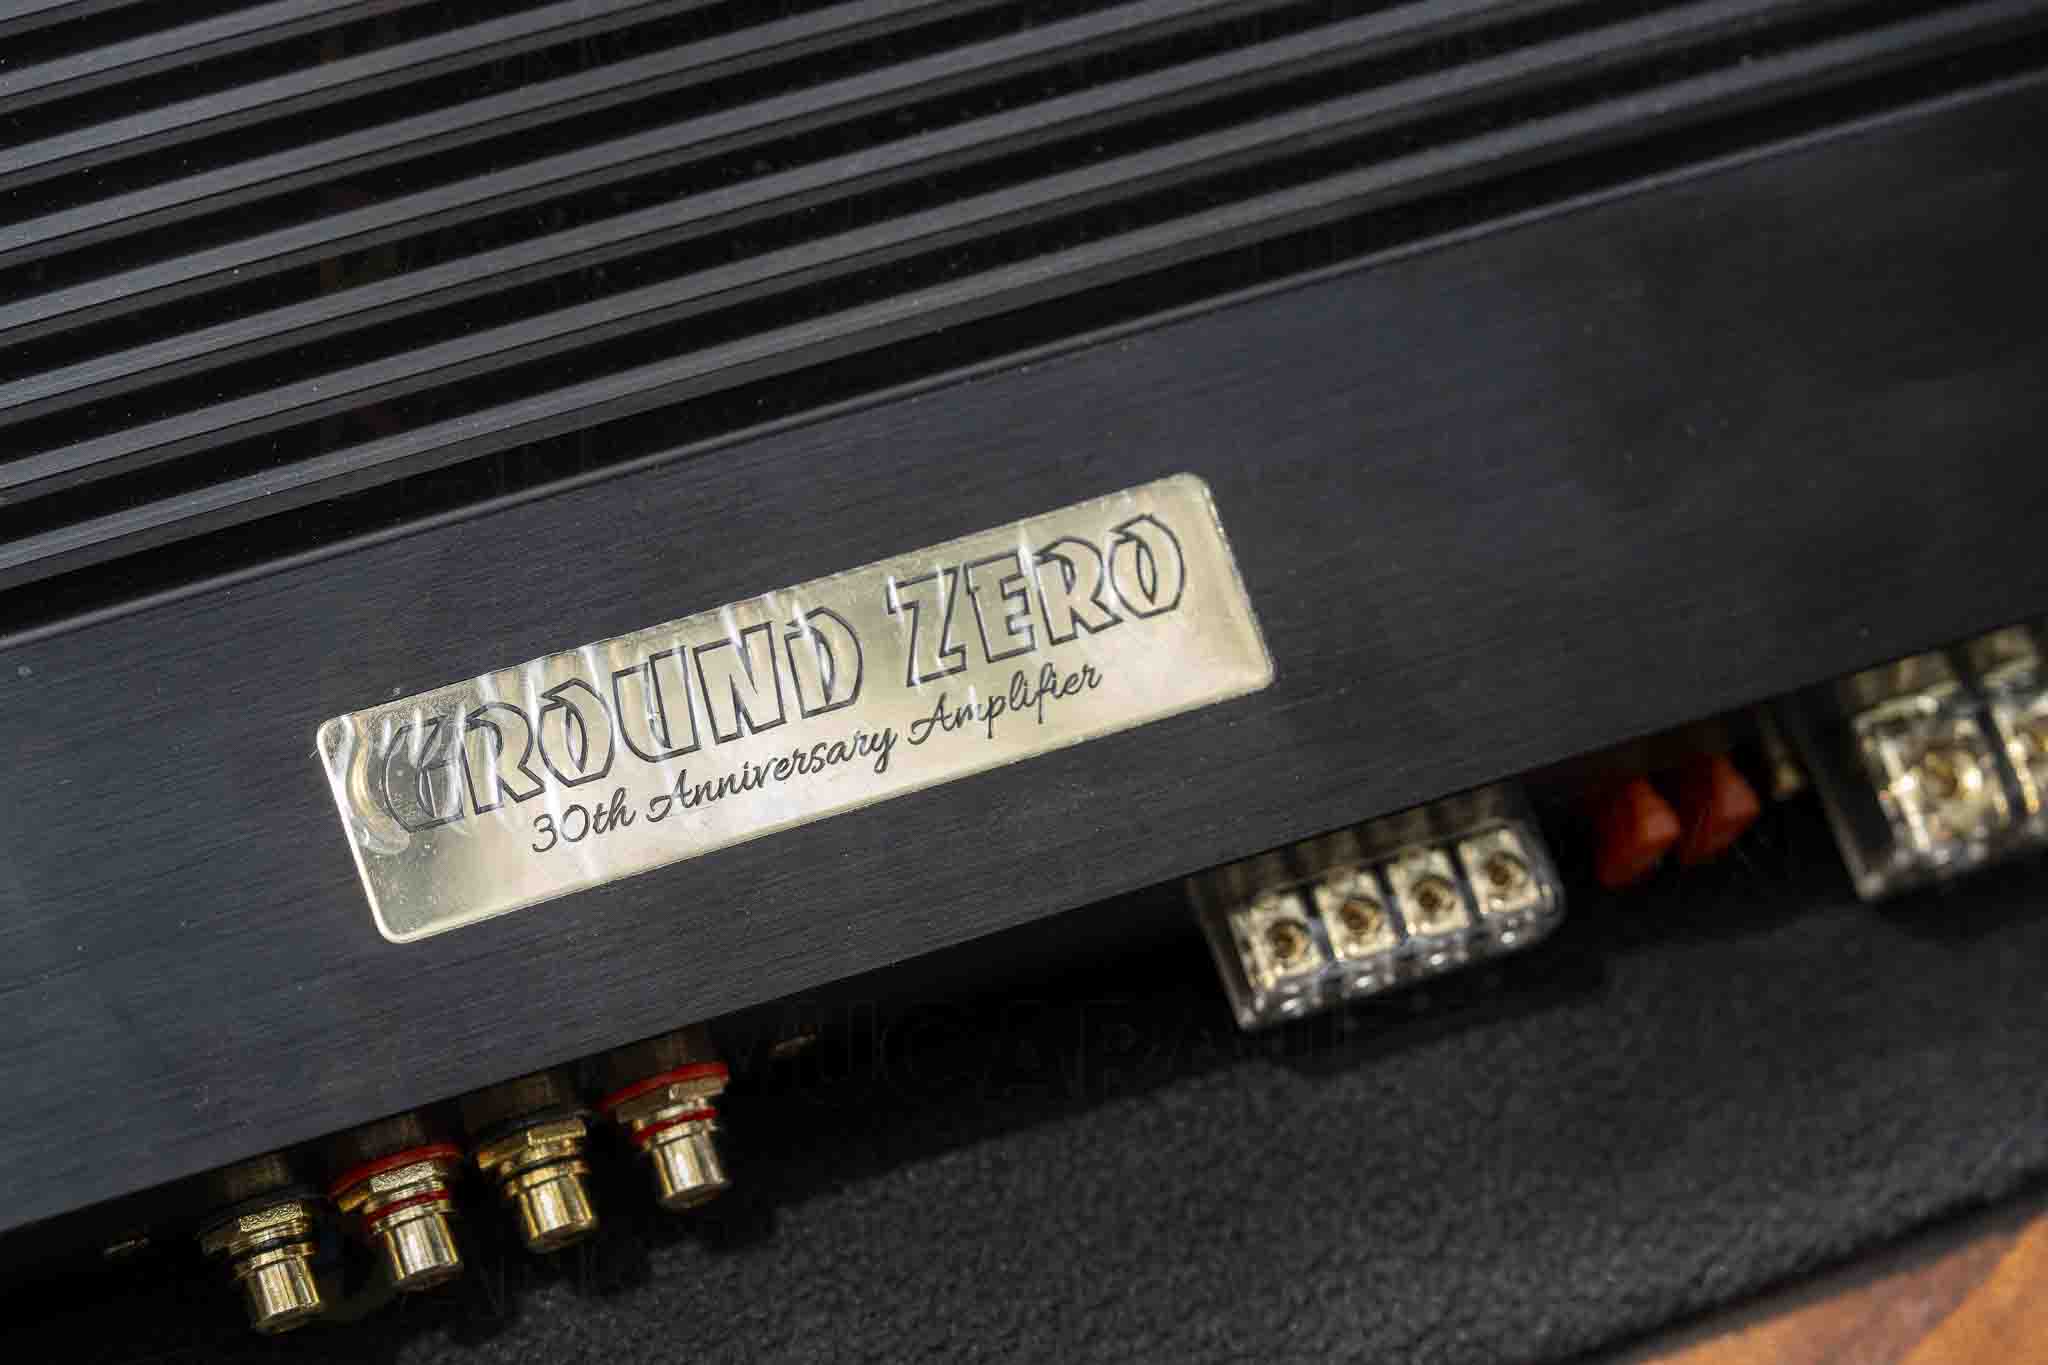 GROUND ZERO
30th Anniversary Amplifier